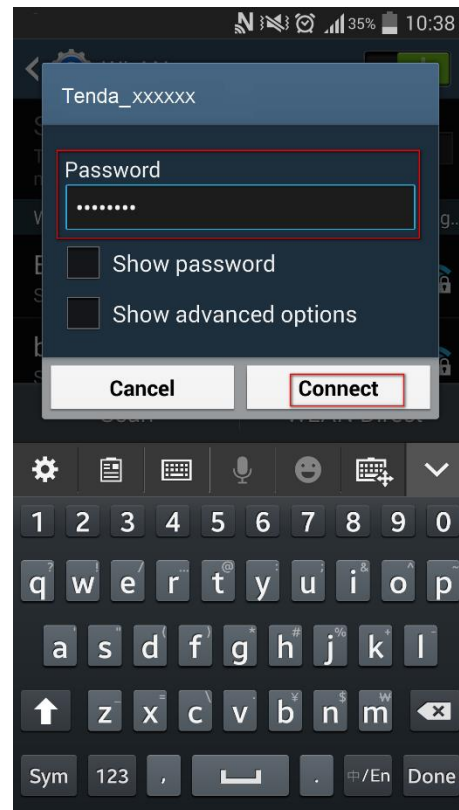 35% 10:38
Tenda_xxxxxx
Password
••••••••
Show password
Show advanced options
Cancel Connect
1 2 3 4 5 6 7 8 9 0
q w e r t y u i o p
a s d f g h j k l
z x c v b n m
Sym 123 , . 中/En Done